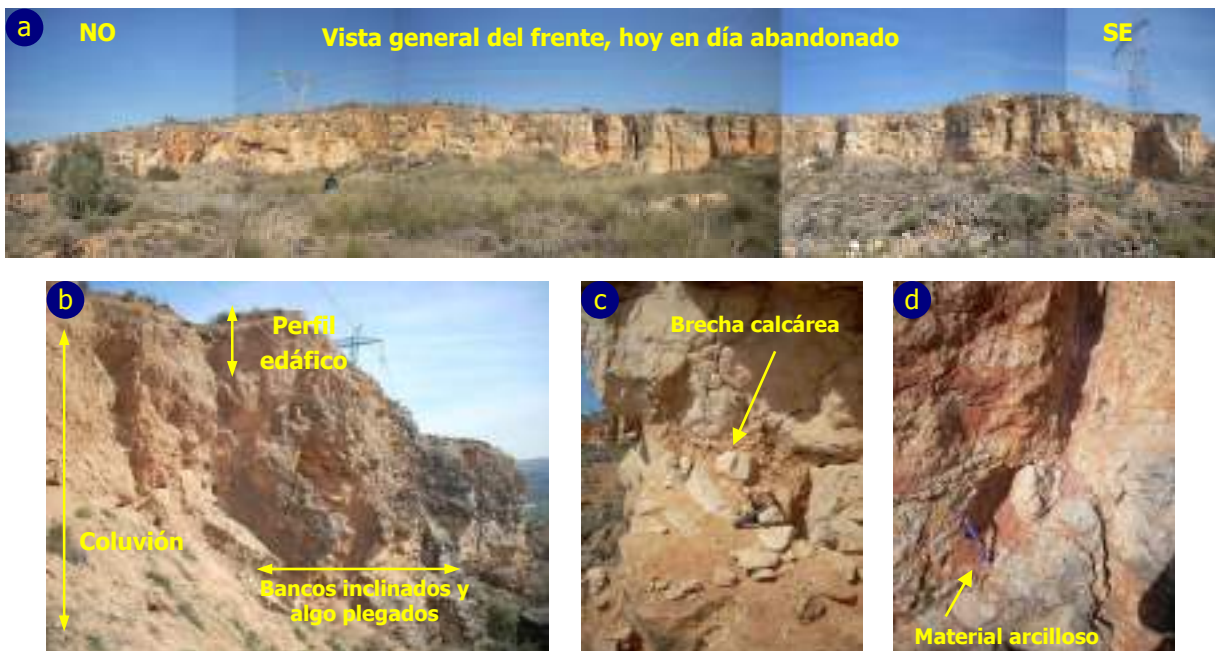 a
NO
Vista general del frente, hoy en día abandonado
SE
b
Perfil
edáfico
Coluvión
Bancos inclinados y
algo plegados
c
Brecha calcárea
d
Material arcilloso